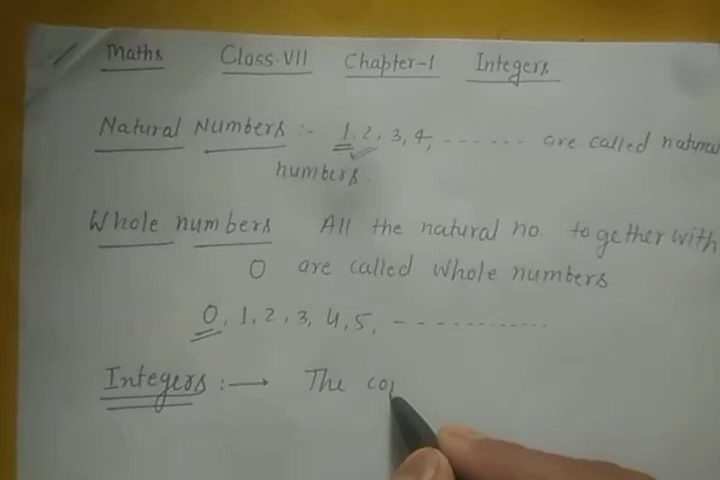 Maths Class-VII Chapter-1 Integers
Natural Numbers :- 1, 2, 3, 4, ------ are called natural
numbers.
Whole numbers All the natural no. together with
0 are called whole numbers
0, 1, 2, 3, 4, 5, ------------
Integers :→ The col